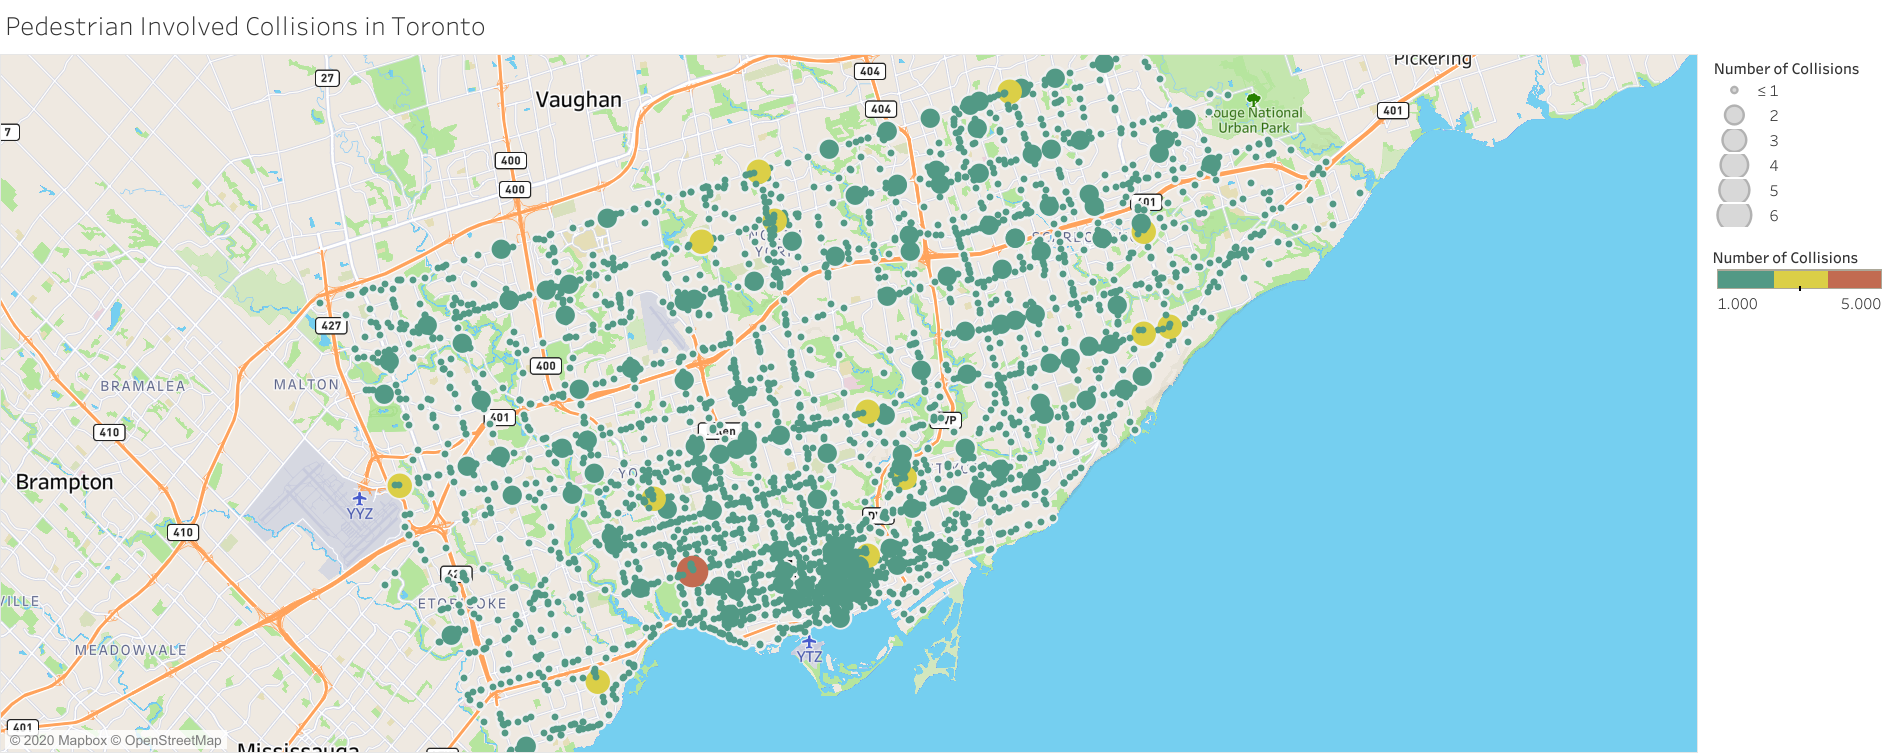 Pedestrian Involved Collisions in Toronto
Pickering
27
404
Vaughan
404
401
ouge National
Urban Park
7
400
400
401
427
400
BRAMALEA
MALTON
401
410
Brampton
YYZ
410
ETOBICOKE
MEADOWVALE
YTZ
401
© 2020 Mapbox © OpenStreetMap
Mississauga
Number of Collisions
≤ 1
2
3
4
5
6
Number of Collisions
1.000
5.000